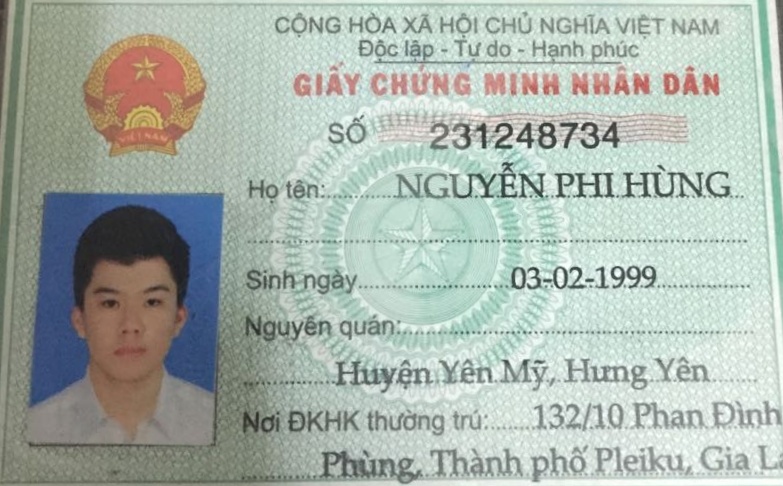 CỘNG HÒA XÃ HỘI CHỦ NGHĨA VIỆT NAM
Độc lập - Tự do - Hạnh phúc
GIẤY CHỨNG MINH NHÂN DÂN
VIỆT NAM
SỐ 231248734
Họ tên: NGUYỄN PHI HÙNG
Sinh ngày 03-02-1999
Nguyên quán:
Huyện Yên Mỹ, Hưng Yên
Nơi ĐKHK thường trú: 132/10 Phan Đình
Phùng, Thành phố Pleiku, Gia